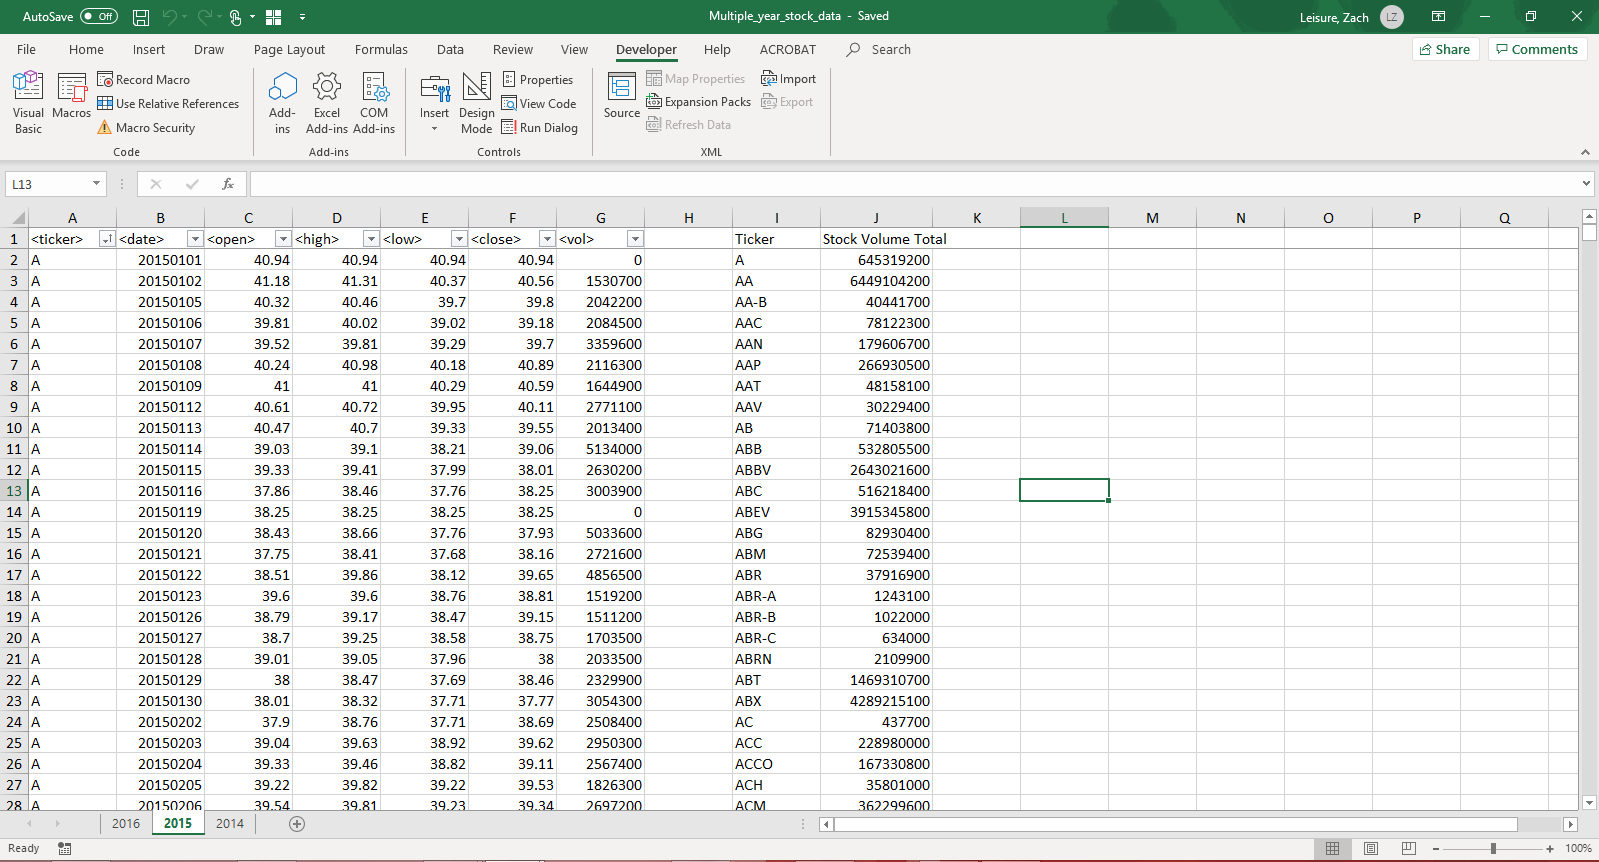 AutoSave Off Multiple_year_stock_data - Saved Leisure, Zach LZ
File Home Insert Draw Page Layout Formulas Data Review View Developer Help ACROBAT Search Share Comments
Visual Basic Macros Record Macro Use Relative References Macro Security
Add-ins Excel Add-ins COM Add-ins
Insert Design Mode Properties View Code Run Dialog
Source Map Properties Expansion Packs Refresh Data Import Export
Code Add-ins Controls XML
L13 fx
A B C D E F G H I J K L M N O P Q
1 <ticker> <date> <open> <high> <low> <close> <vol> Ticker Stock Volume Total
2 A 20150101 40.94 40.94 40.94 40.94 0 A 645319200
3 A 20150102 41.18 41.31 40.37 40.56 1530700 AA 6449104200
4 A 20150105 40.32 40.46 39.7 39.8 2042200 AA-B 40441700
5 A 20150106 39.81 40.02 39.02 39.18 2084500 AAC 78122300
6 A 20150107 39.52 39.81 39.29 39.7 3359600 AAN 179606700
7 A 20150108 40.24 40.98 40.18 40.89 2116300 AAP 266930500
8 A 20150109 41 41 40.29 40.59 1644900 AAT 48158100
9 A 20150112 40.61 40.72 39.95 40.11 2771100 AAV 30229400
10 A 20150113 40.47 40.7 39.33 39.55 2013400 AB 71403800
11 A 20150114 39.03 39.1 38.21 39.06 5134000 ABB 532805500
12 A 20150115 39.33 39.41 37.99 38.01 2630200 ABBV 2643021600
13 A 20150116 37.86 38.46 37.76 38.25 3003900 ABC 516218400
14 A 20150119 38.25 38.25 38.25 38.25 0 ABEV 3915345800
15 A 20150120 38.43 38.66 37.76 37.93 5033600 ABG 82930400
16 A 20150121 37.75 38.41 37.68 38.16 2721600 ABM 72539400
17 A 20150122 38.51 39.86 38.12 39.65 4856500 ABR 37916900
18 A 20150123 39.6 39.6 38.76 38.81 1519200 ABR-A 1243100
19 A 20150126 38.79 39.17 38.47 39.15 1511200 ABR-B 1022000
20 A 20150127 38.7 39.25 38.58 38.75 1703500 ABR-C 634000
21 A 20150128 39.01 39.05 37.96 38 2033500 ABRN 2109900
22 A 20150129 38 38.47 37.69 38.46 2329900 ABT 1469310700
23 A 20150130 38.01 38.32 37.71 37.77 3054300 ABX 4289215100
24 A 20150202 37.9 38.76 37.71 38.69 2508400 AC 437700
25 A 20150203 39.04 39.63 38.92 39.62 2950300 ACC 228980000
26 A 20150204 39.33 39.46 38.82 39.11 2567400 ACCO 167330800
27 A 20150205 39.22 39.82 39.22 39.53 1826300 ACH 35801000
28 A 20150206 39.54 39.81 39.23 39.34 2697200 ACM 362299600
2016 2015 2014
Ready 100%